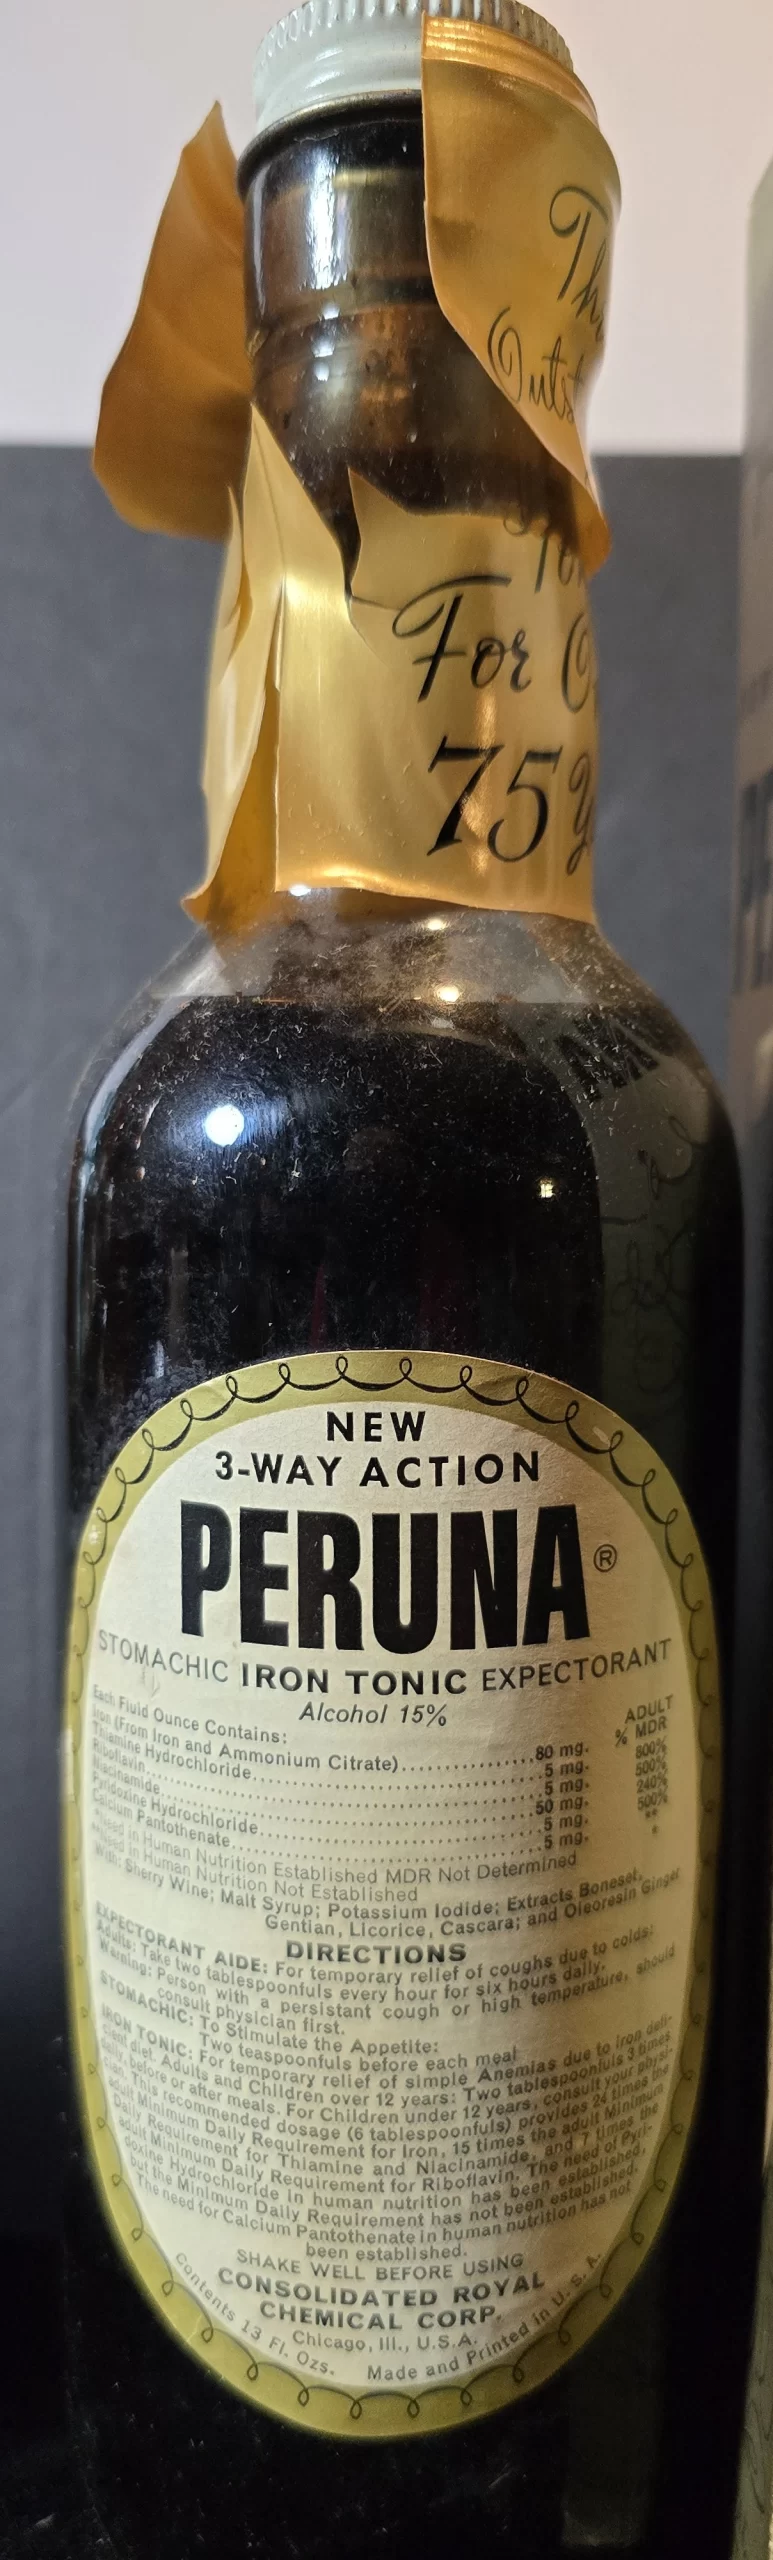 Outst
For O
75 Y
NEW
3-WAY ACTION
PERUNA®
STOMACHIC IRON TONIC EXPECTORANT
Alcohol 15%
ADULT
% MDR
Each Fluid Ounce Contains:
Iron (From Iron and Ammonium Citrate) 80 mg. 800%
Thiamine Hydrochloride 5 mg. 500%
Riboflavin 5 mg. 240%
Niacinamide 50 mg. 500%
Pyridoxine Hydrochloride 5 mg. **
Calcium Pantothenate 5 mg. *
Need in Human Nutrition Established MDR Not Determined
Need in Human Nutrition Not Established
With: Sherry Wine; Malt Syrup; Potassium Iodide; Extracts Boneset,
Gentian, Licorice, Cascara; and Oleoresin Ginger
DIRECTIONS
EXPECTORANT AIDE: For temporary relief of coughs due to colds:
Adults: Take two tablespoonfuls every hour for six hours daily.
Warning: Person with a persistant cough or high temperature, should
consult physician first.
STOMACHIC: To Stimulate the Appetite:
Two teaspoonfuls before each meal
IRON TONIC: For temporary relief of simple Anemias due to iron defi-
cient diet. Adults and Children over 12 years: Two tablespoonfuls 3 times
daily, before or after meals. For Children under 12 years, consult your physi-
cian. This recommended dosage (6 tablespoonfuls) provides 24 times the
adult Minimum Daily Requirement for Iron, 15 times the adult Minimum
Daily Requirement for Thiamine and Niacinamide, and 7 times the
adult Minimum Daily Requirement for Riboflavin. The need of Pyri-
doxine Hydrochloride in human nutrition has been established,
but the Minimum Daily Requirement has not been established.
The need for Calcium Pantothenate in human nutrition has not
been established.
SHAKE WELL BEFORE USING
CONSOLIDATED ROYAL
CHEMICAL CORP.
Chicago, Ill., U.S.A.
Contents 13 Fl. Ozs. Made and Printed in U.S.A.